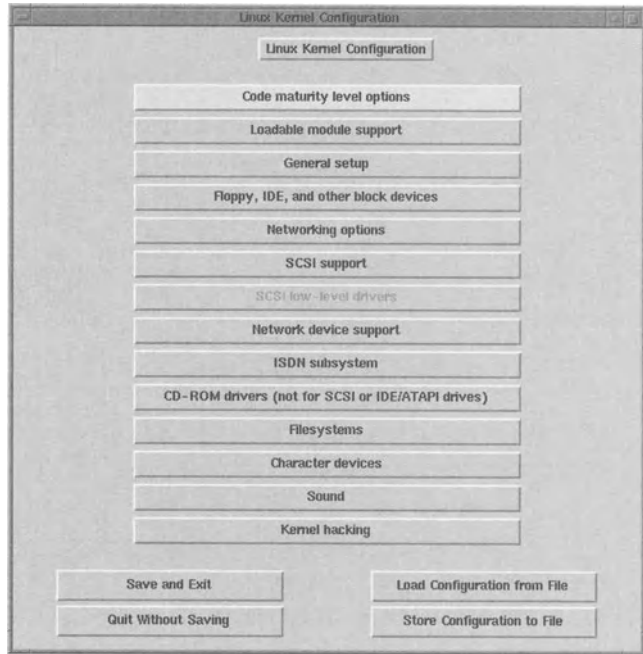 Linux Kernel Configuration
Linux Kernel Configuration
Code maturity level options
Loadable module support
General setup
Floppy, IDE, and other block devices
Networking options
SCSI support
SCSI low-level drivers
Network device support
ISDN subsystem
CD-ROM drivers (not for SCSI or IDE/ATAPI drives)
Filesystems
Character devices
Sound
Kernel hacking
Save and Exit
Load Configuration from File
Quit Without Saving
Store Configuration to File